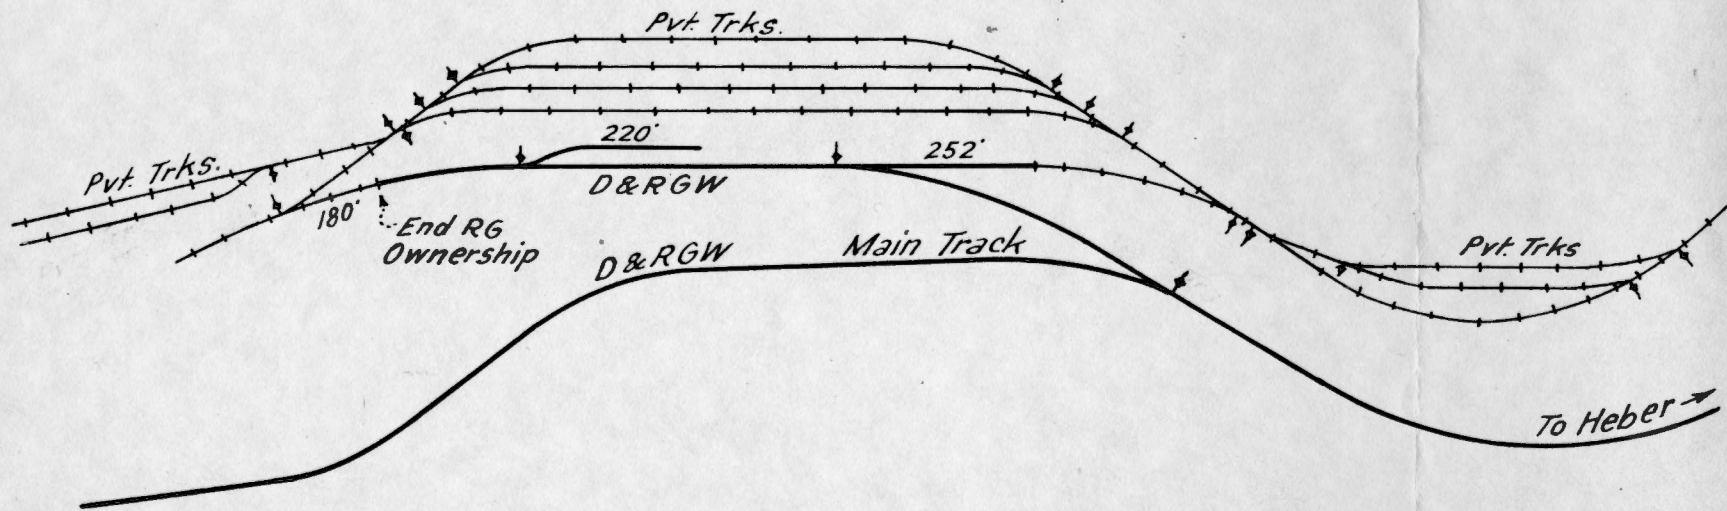 Pvt. Trks.
220'
252'
Pvt. Trks.
D&RGW
180'
End RG
Ownership
D&RGW
Main Track
Pvt. Trks
To Heber